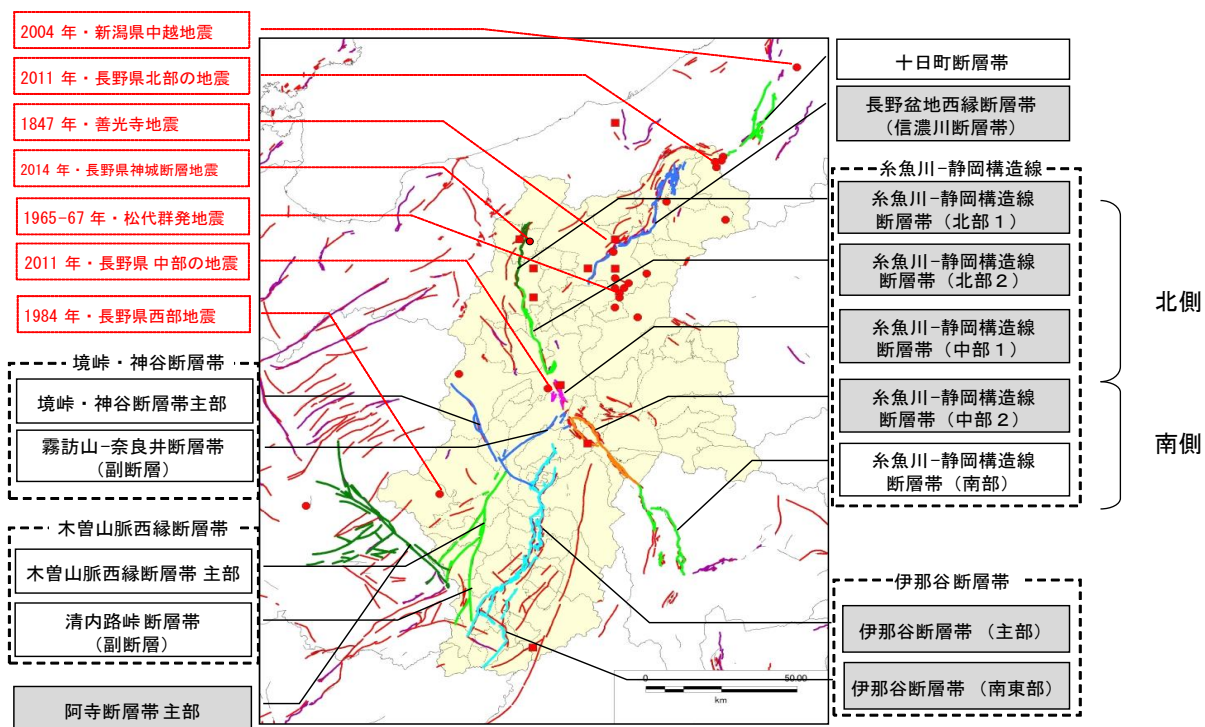 2004 年・新潟県中越地震
2011 年・長野県北部の地震
1847 年・善光寺地震
2014 年・長野県神城断層地震
1965-67 年・松代群発地震
2011 年・長野県 中部の地震
1984 年・長野県西部地震
境峠・神谷断層帯
境峠・神谷断層帯主部
霧訪山−奈良井断層帯
(副断層)
木曽山脈西縁断層帯
木曽山脈西縁断層帯 主部
清内路峠断層帯
(副断層)
阿寺断層帯 主部
0
50.00
km
十日町断層帯
長野盆地西縁断層帯
(信濃川断層帯)
糸魚川−静岡構造線
糸魚川−静岡構造線
断層帯 (北部1)
糸魚川−静岡構造線
断層帯 (北部2)
糸魚川−静岡構造線
断層帯 (中部1)
糸魚川−静岡構造線
断層帯 (中部2)
糸魚川−静岡構造線
断層帯 (南部)
北側
南側
伊那谷断層帯
伊那谷断層帯 (主部)
伊那谷断層帯 (南東部)